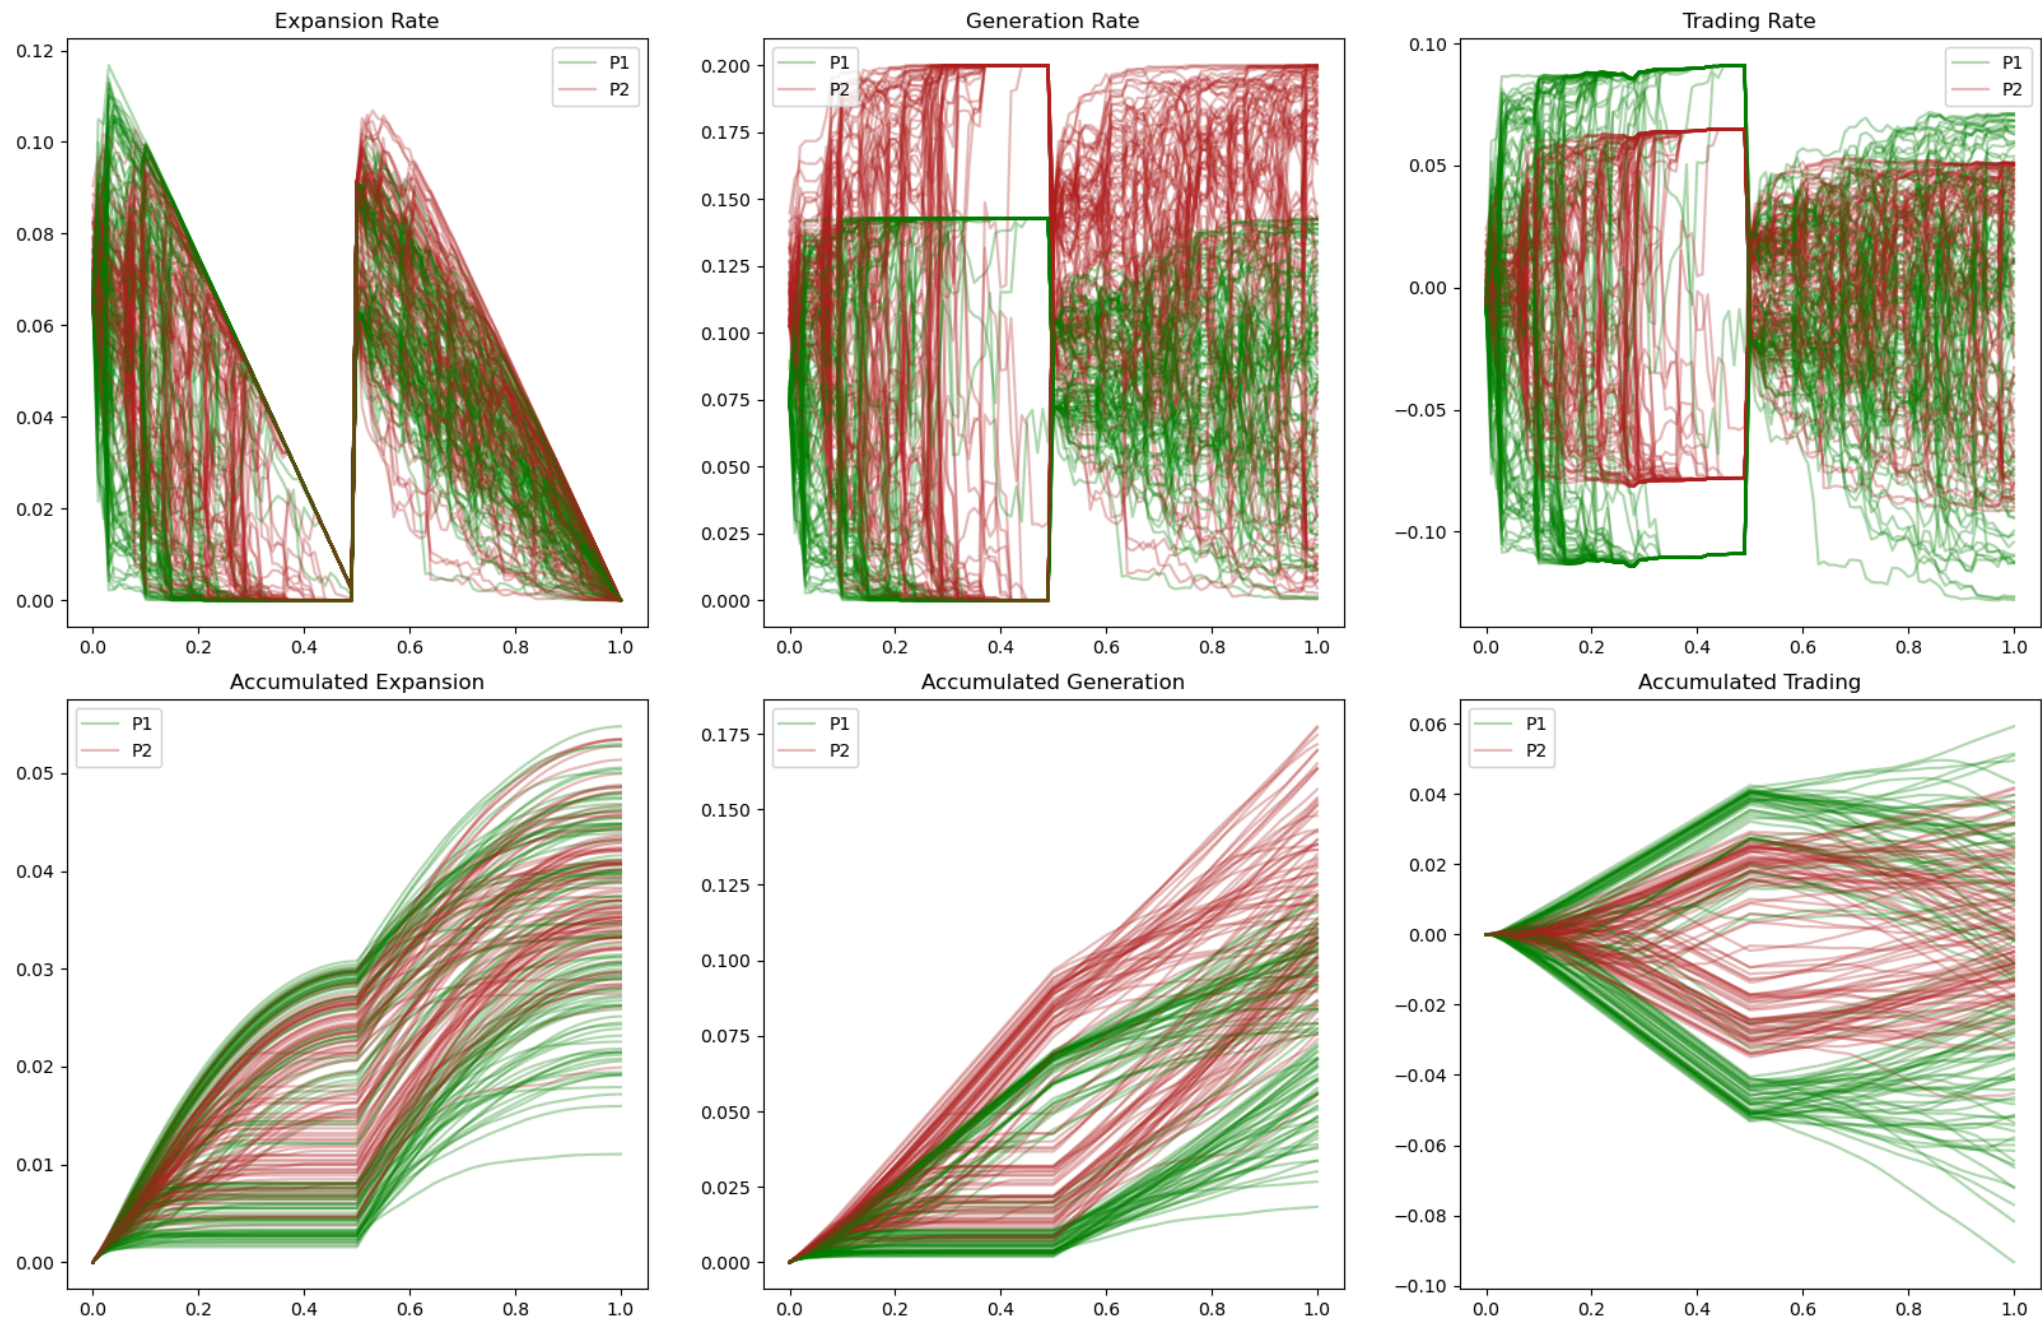 Expansion Rate
0.12
0.10
0.08
0.06
0.04
0.02
0.00
0.0 0.2 0.4 0.6 0.8 1.0
P1
P2
Generation Rate
0.200
0.175
0.150
0.125
0.100
0.075
0.050
0.025
0.000
0.0 0.2 0.4 0.6 0.8 1.0
P1
P2
Trading Rate
0.10
0.05
0.00
−0.05
−0.10
0.0 0.2 0.4 0.6 0.8 1.0
P1
P2
Accumulated Expansion
0.05
0.04
0.03
0.02
0.01
0.00
0.0 0.2 0.4 0.6 0.8 1.0
P1
P2
Accumulated Generation
0.175
0.150
0.125
0.100
0.075
0.050
0.025
0.000
0.0 0.2 0.4 0.6 0.8 1.0
P1
P2
Accumulated Trading
0.06
0.04
0.02
0.00
−0.02
−0.04
−0.06
−0.08
−0.10
0.0 0.2 0.4 0.6 0.8 1.0
P1
P2